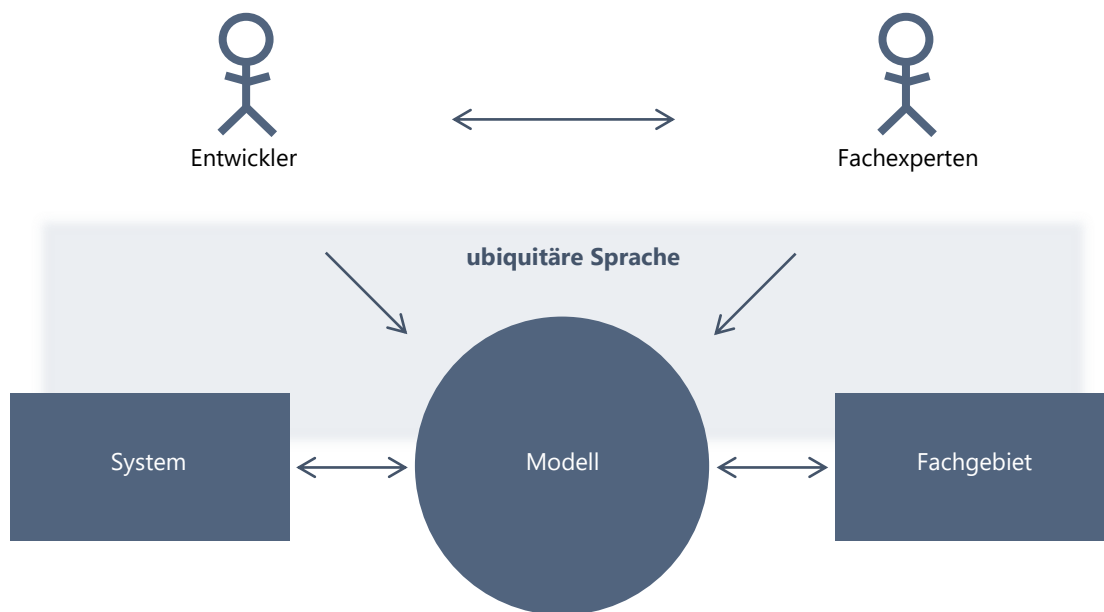 Entwickler
Fachexperten
ubiquitäre Sprache
System
Modell
Fachgebiet